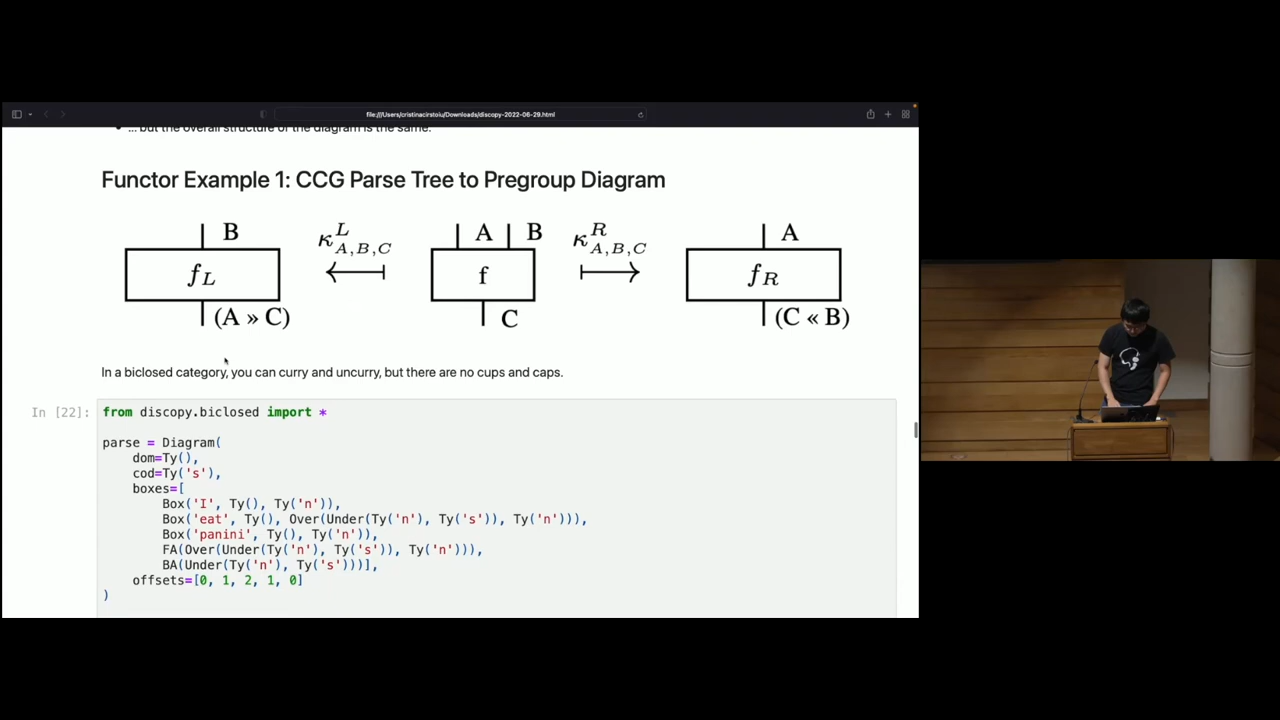 file:///Users/cristinacirstoiu/Downloads/discopy-2022-06-29.html
... but the overall structure of the diagram is the same.
Functor Example 1: CCG Parse Tree to Pregroup Diagram
B κ^L_{A,B,C} A B κ^R_{A,B,C} A
f_L f f_R
(A » C) C (C « B)
In a biclosed category, you can curry and uncurry, but there are no cups and caps.
In [22]: from discopy.biclosed import *
parse = Diagram(
dom=Ty(),
cod=Ty('s'),
boxes=[
Box('I', Ty(), Ty('n')),
Box('eat', Ty(), Over(Under(Ty('n'), Ty('s')), Ty('n'))),
Box('panini', Ty(), Ty('n')),
FA(Over(Under(Ty('n'), Ty('s')), Ty('n'))),
BA(Under(Ty('n'), Ty('s')))],
offsets=[0, 1, 2, 1, 0]
)